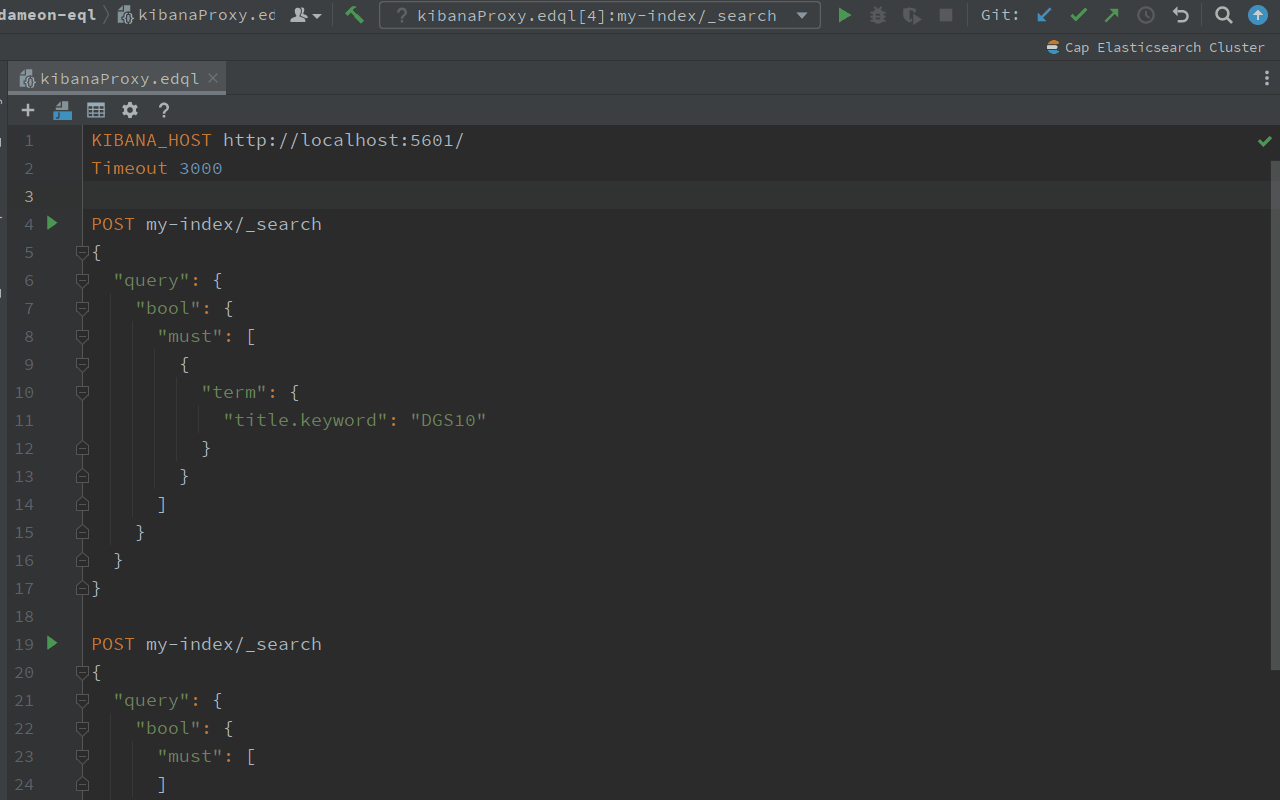 dameon-eql kibanaProxy.ed kibanaProxy.edql[4]:my-index/_search Git:
Cap Elasticsearch Cluster
kibanaProxy.edql
1 KIBANA_HOST http://localhost:5601/
2 Timeout 3000
3
4 POST my-index/_search
5 {
6 "query": {
7 "bool": {
8 "must": [
9 {
10 "term": {
11 "title.keyword": "DGS10"
12 }
13 }
14 ]
15 }
16 }
17 }
18
19 POST my-index/_search
20 {
21 "query": {
22 "bool": {
23 "must": [
24 ]